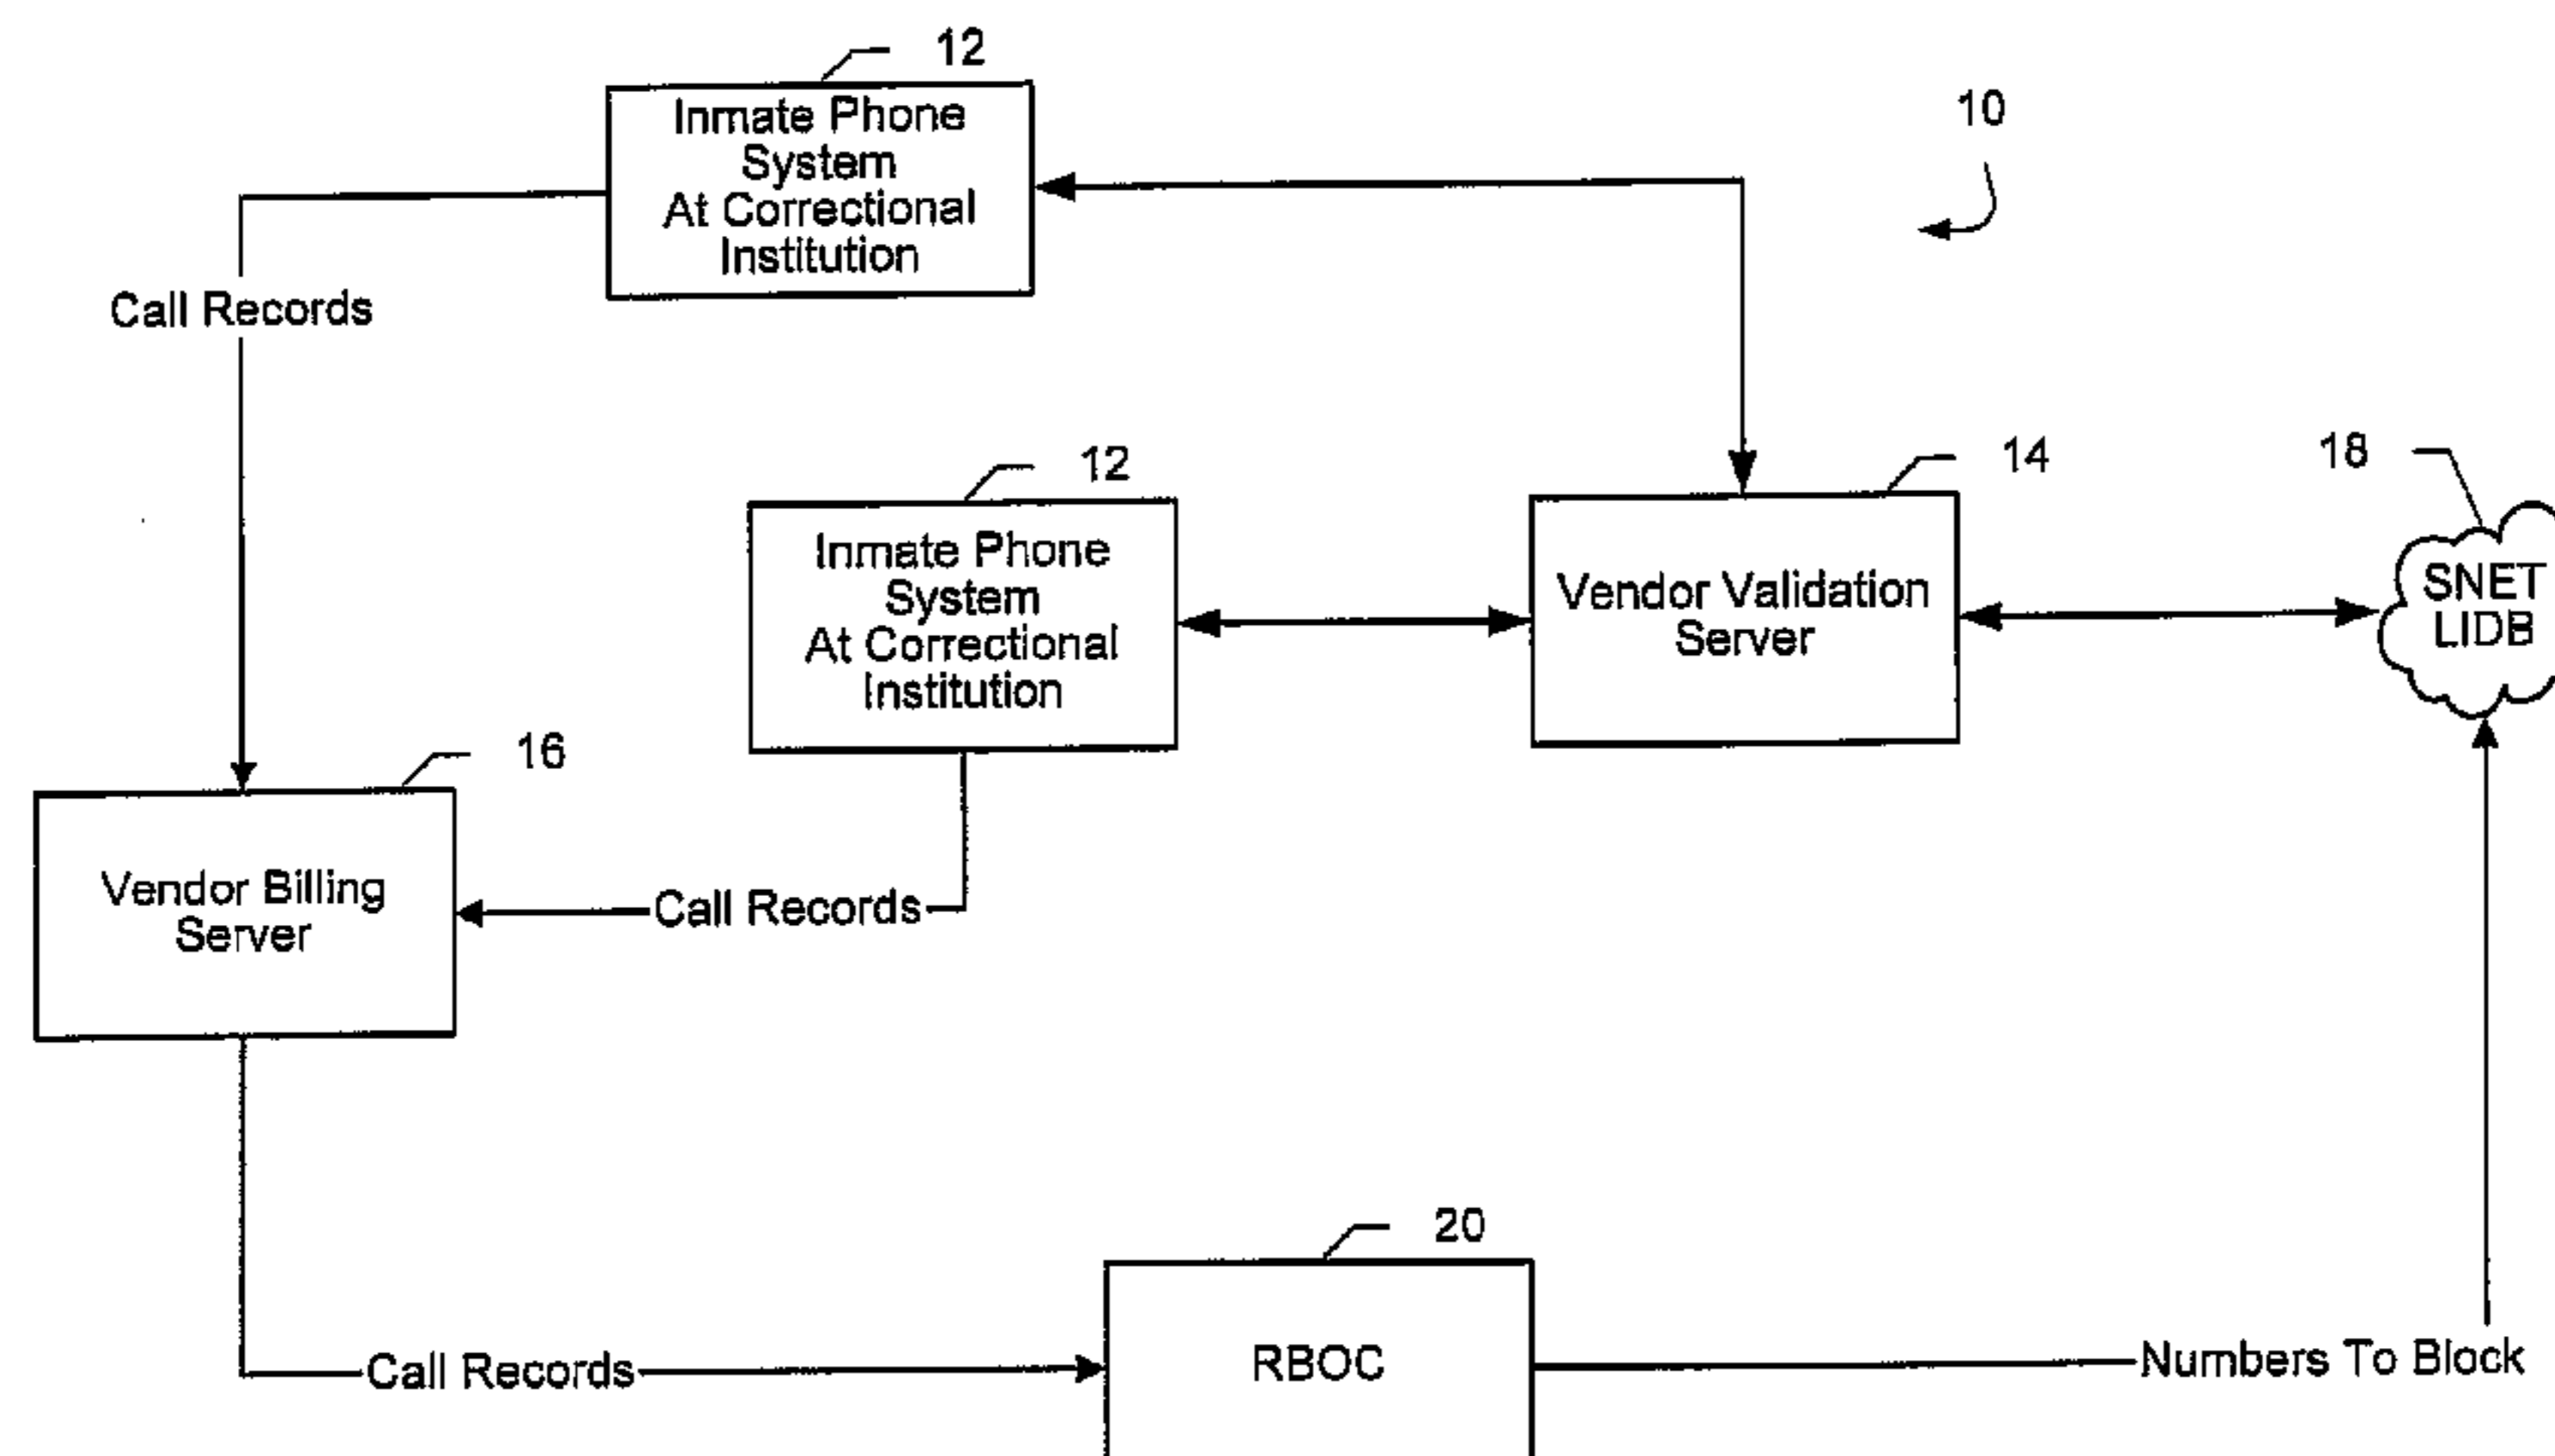 12
Inmate Phone
System
At Correctional
Institution
10
Call Records
12
Inmate Phone
System
At Correctional
Institution
14
Vendor Validation
Server
18
SNET
LIDB
16
Vendor Billing
Server
Call Records
20
RBOC
Call Records
Numbers To Block